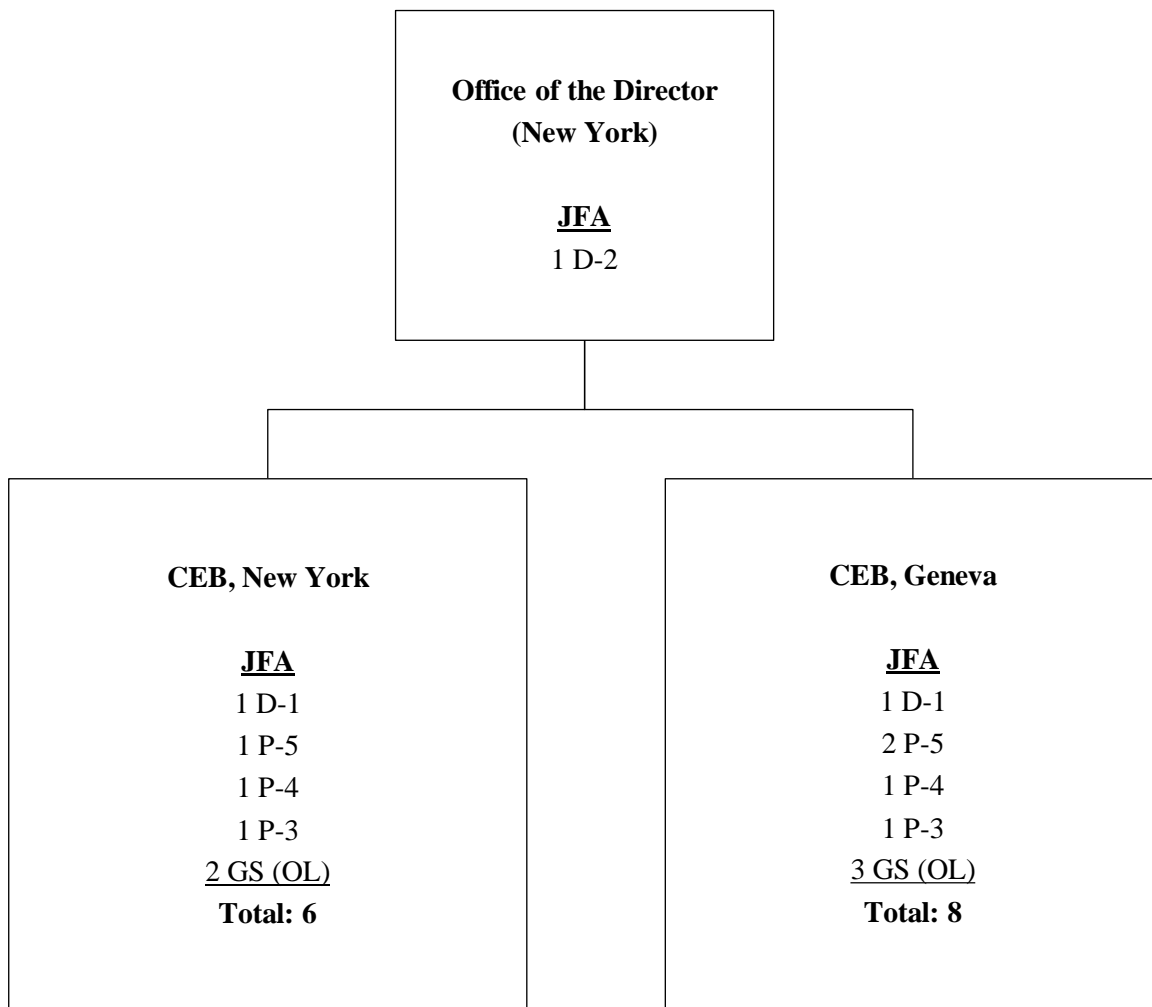 Office of the Director
(New York)
JFA
1 D-2
CEB, New York
JFA
1 D-1
1 P-5
1 P-4
1 P-3
2 GS (OL)
Total: 6
CEB, Geneva
JFA
1 D-1
2 P-5
1 P-4
1 P-3
3 GS (OL)
Total: 8